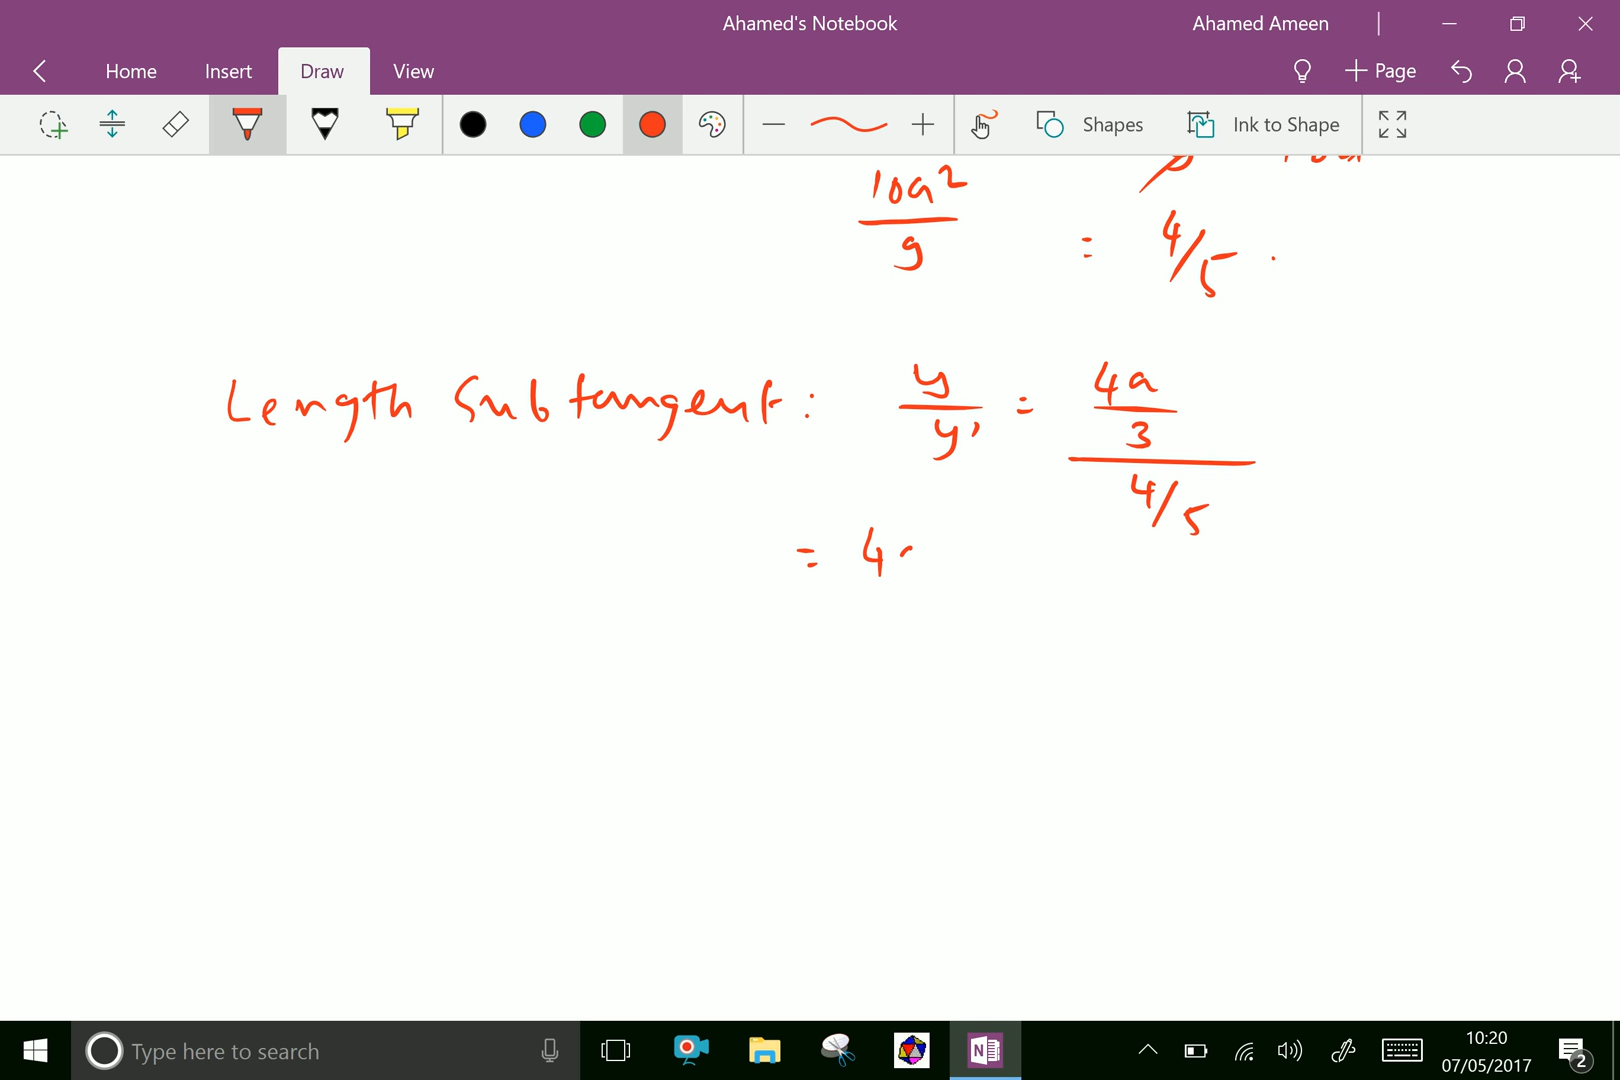 Ahamed's Notebook
Ahamed Ameen
Home Insert Draw View
Page
Shapes
Ink to Shape
10a²
9
= 4/5 .
Length Subtangent : y/y' = 4a/3
4/5
= 4
Type here to search
10:20
07/05/2017
2